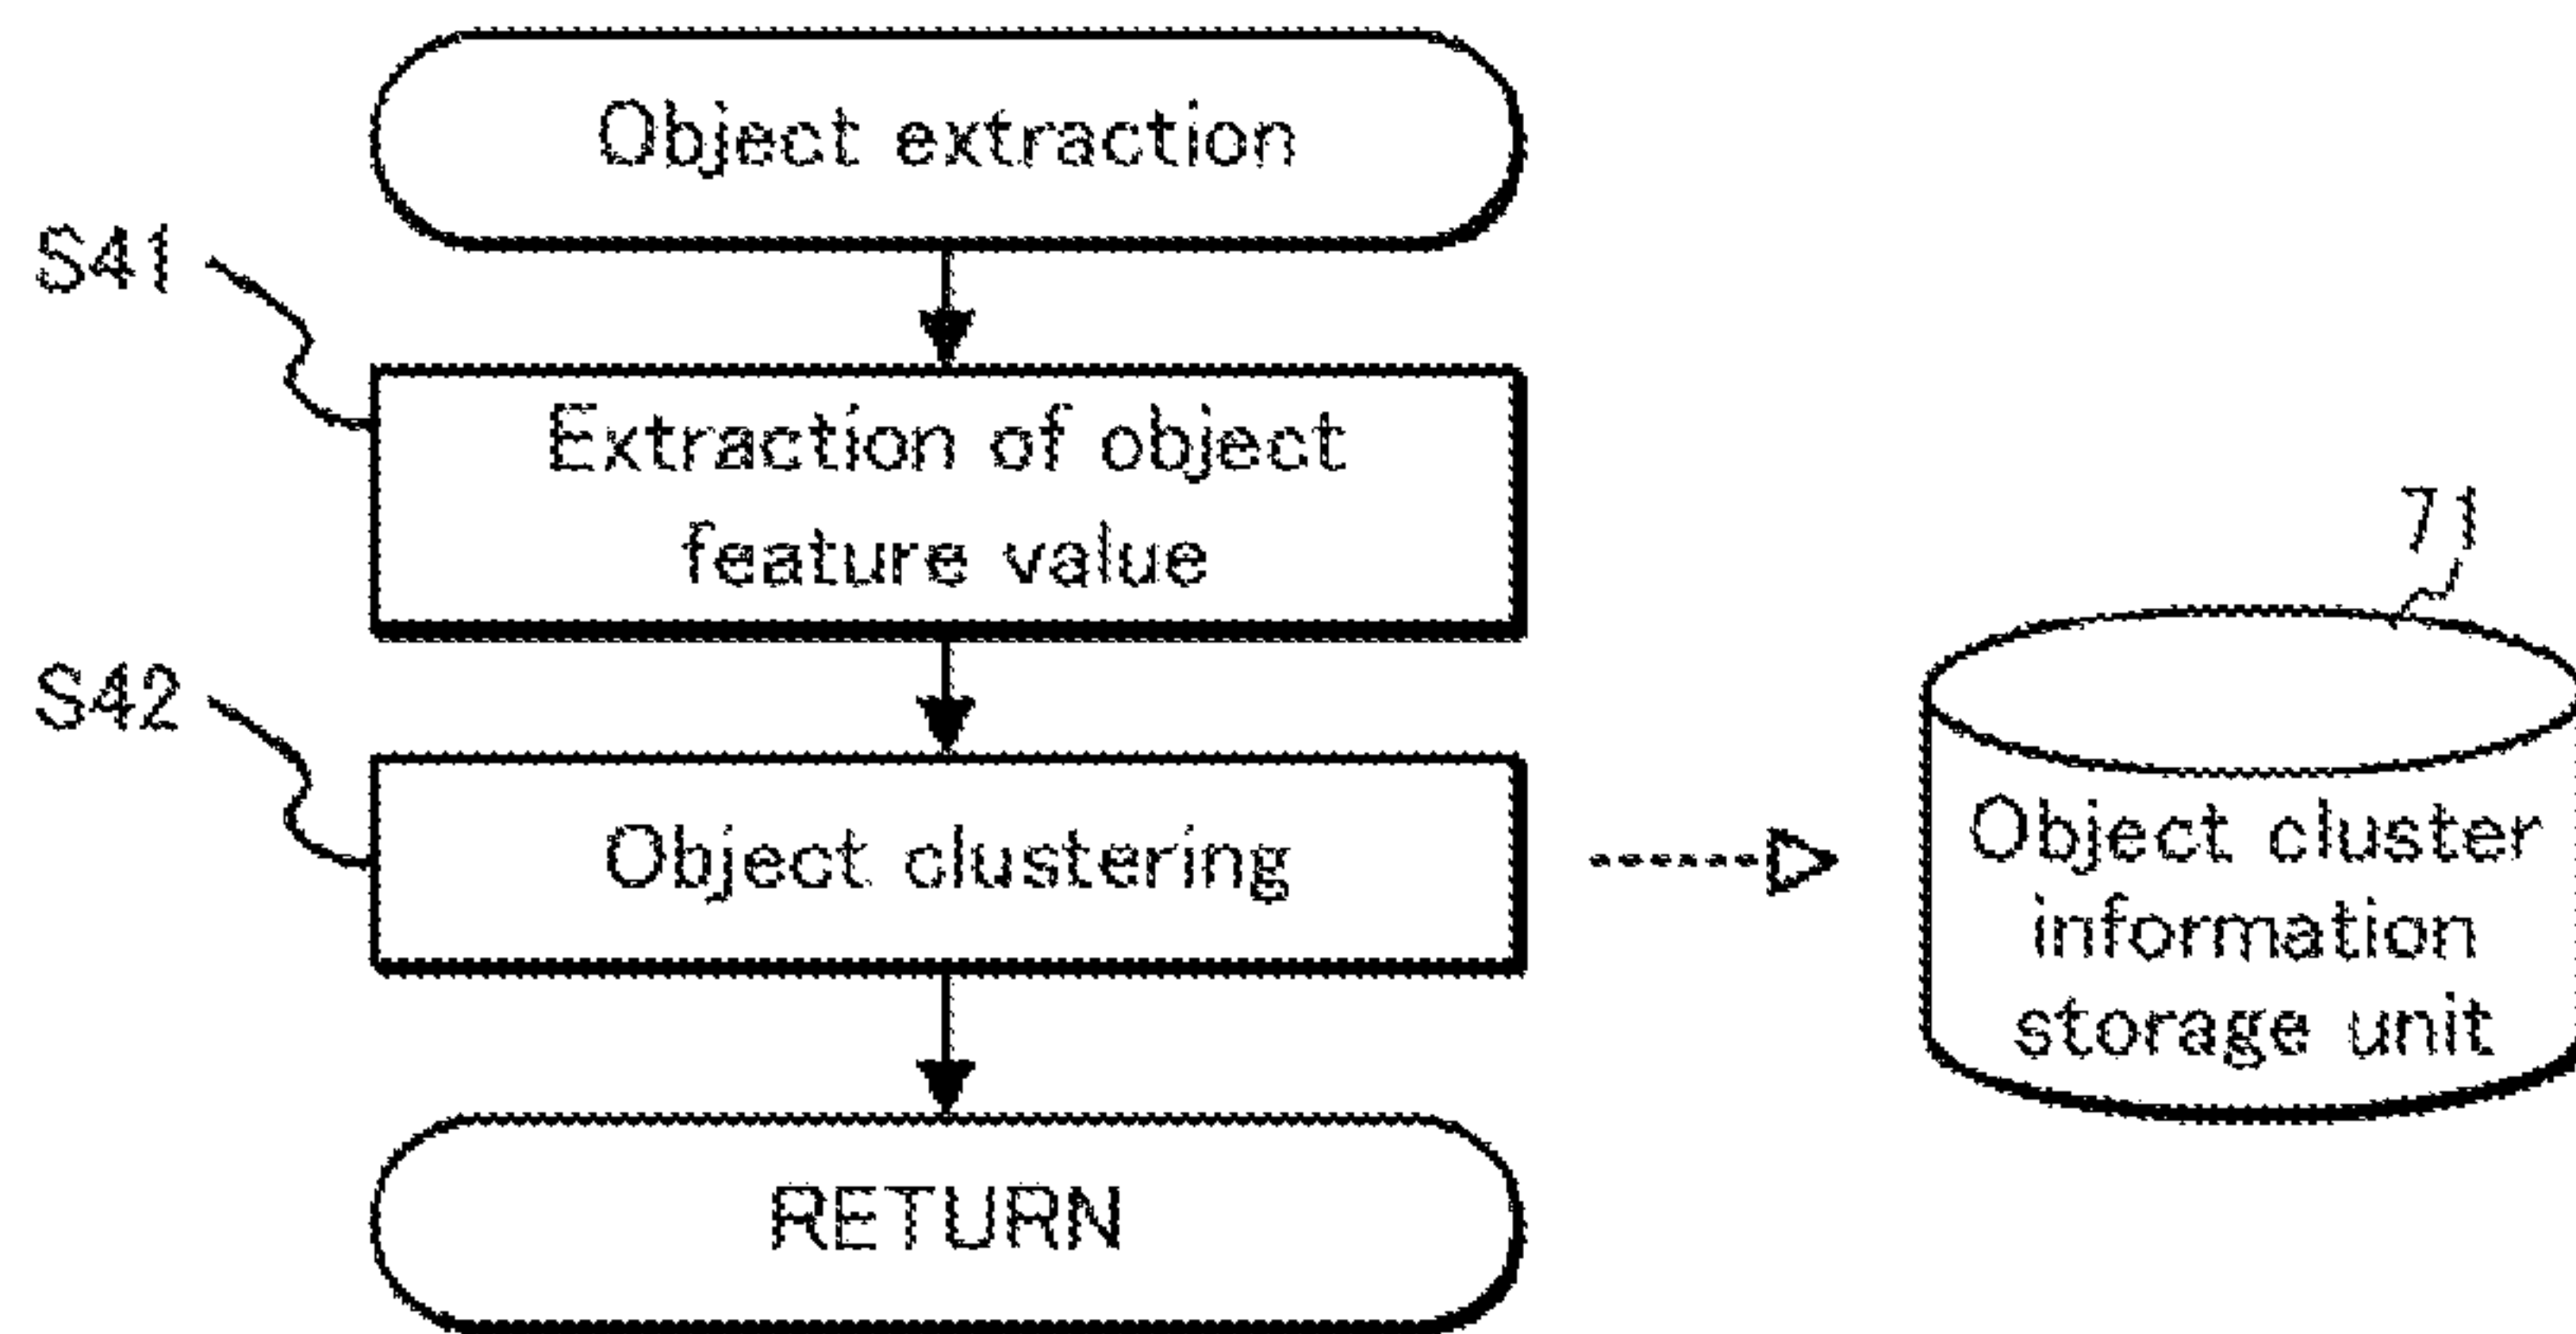 Object extraction
S41
Extraction of object
feature value
S42
Object clustering
71
Object cluster
information
storage unit
RETURN